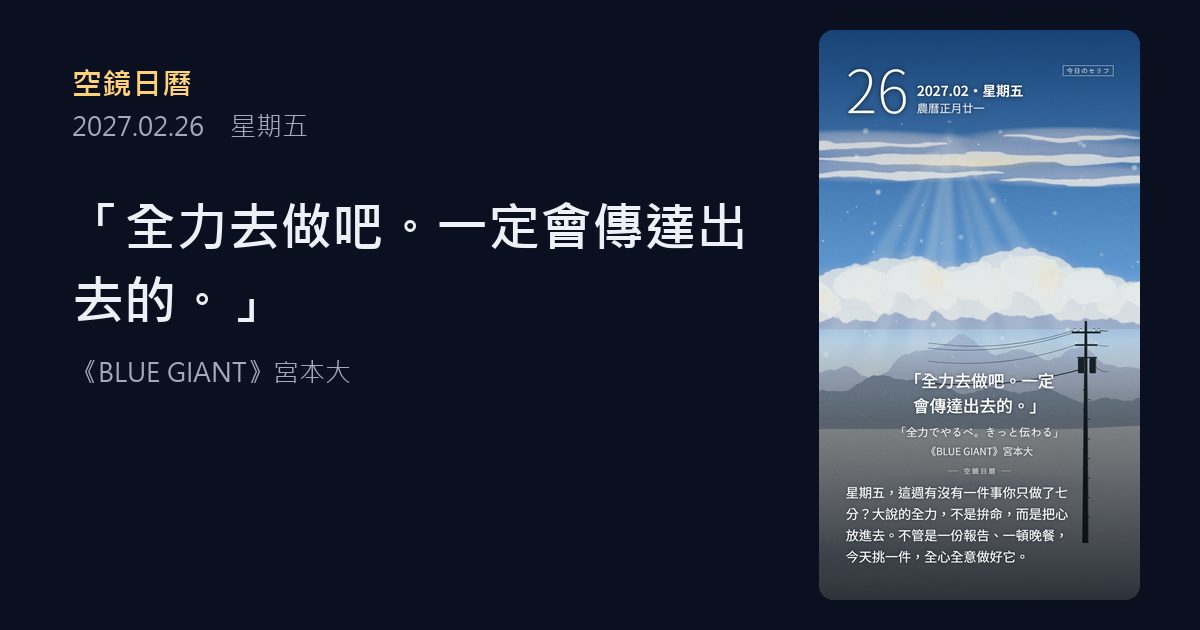 空鏡日曆
2027.02.26 星期五
「全力去做吧。一定會傳達出
去的。」
《BLUE GIANT》宮本大
今日のセリフ
26
2027.02・星期五
農曆正月廿一
「全力去做吧。一定
會傳達出去的。」
「全力でやるべ。きっと伝わる」
《BLUE GIANT》宮本大
— 空鏡日曆 —
星期五，這週有沒有一件事你只做了七
分？大說的全力，不是拚命，而是把心
放進去。不管是一份報告、一頓晚餐，
今天挑一件，全心全意做好它。